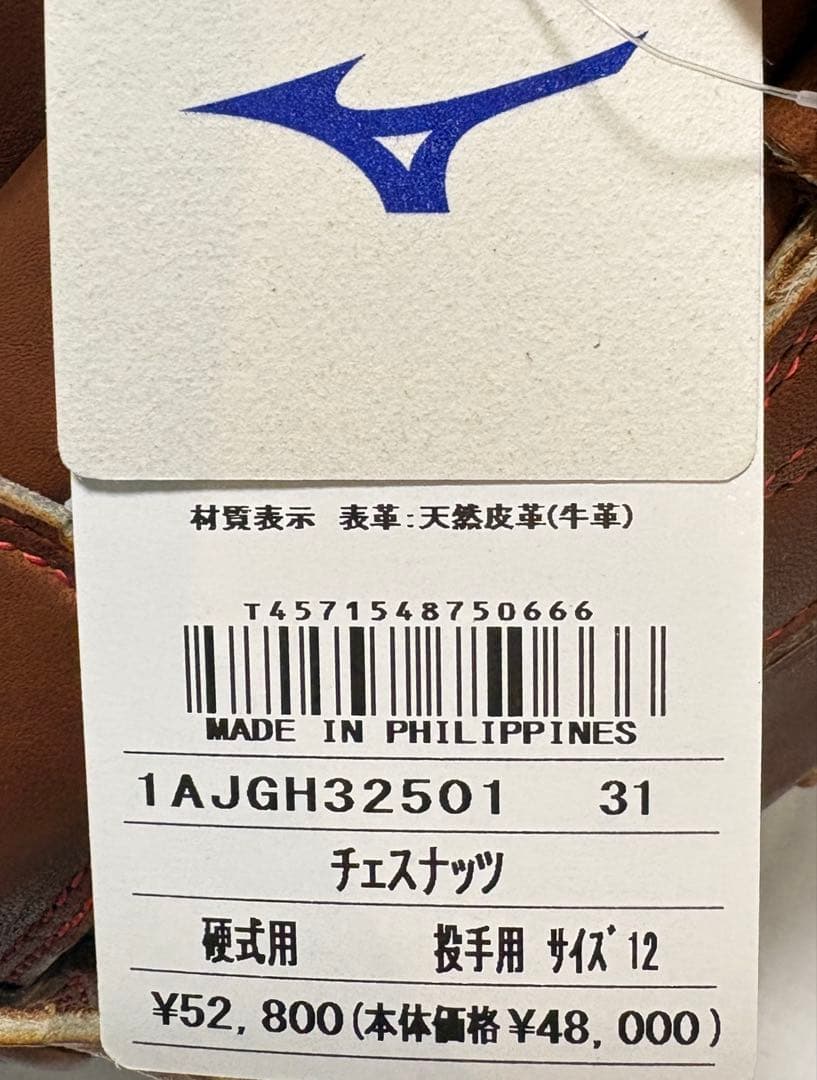 材質表示 表革:天然皮革(牛革)
T4571548750666
MADE IN PHILIPPINES
1AJGH32501 31
チェスナッツ
硬式用 投手用 サイズ12
¥52,800(本体価格¥48,000)